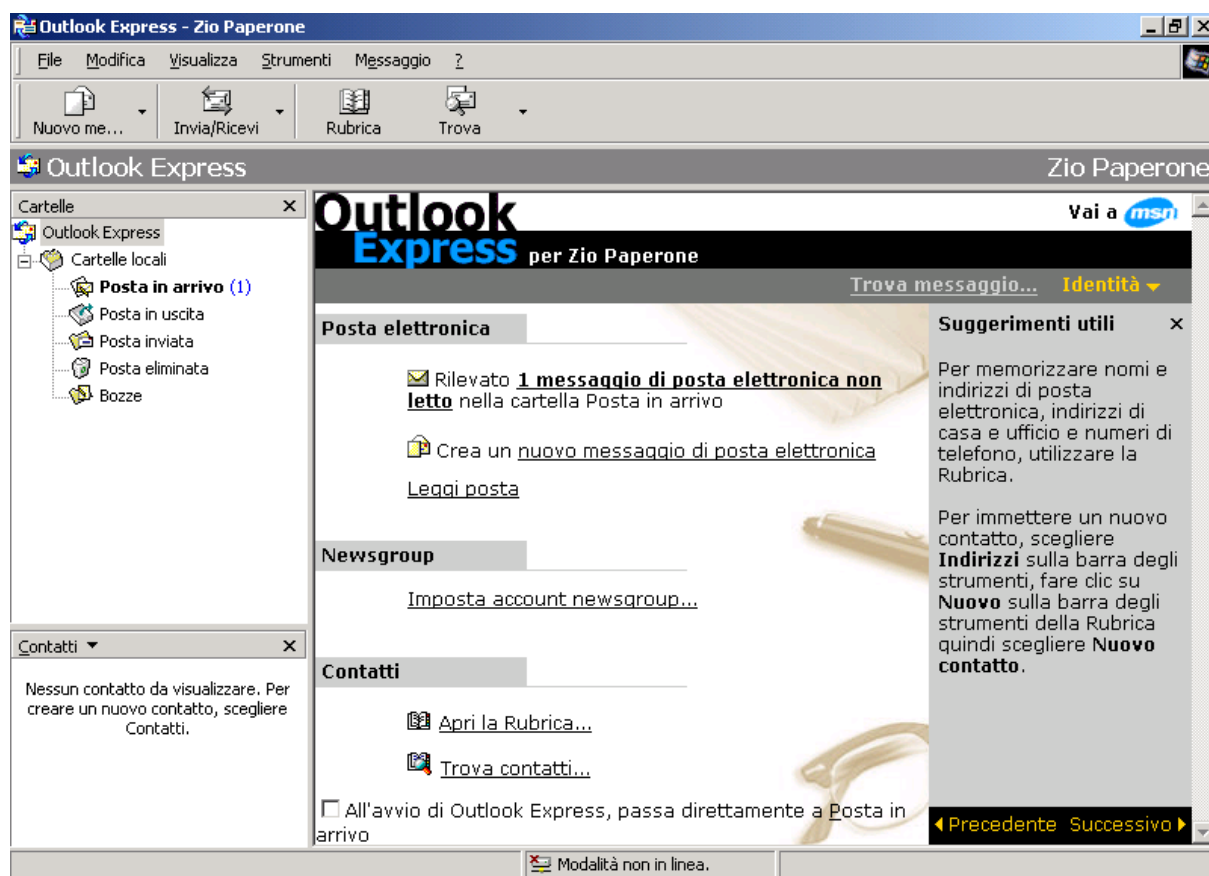 Outlook Express - Zio Paperone
File Modifica Visualizza Strumenti Messaggio ?
Nuovo me... Invia/Ricevi Rubrica Trova
Outlook Express Zio Paperone
Cartelle
Outlook Express
Cartelle locali
Posta in arrivo (1)
Posta in uscita
Posta inviata
Posta eliminata
Bozze
Contatti
Nessun contatto da visualizzare. Per
creare un nuovo contatto, scegliere
Contatti.
Outlook
Express per Zio Paperone
Vai a msn
Trova messaggio... Identità
Posta elettronica
Rilevato 1 messaggio di posta elettronica non
letto nella cartella Posta in arrivo
Crea un nuovo messaggio di posta elettronica
Leggi posta
Newsgroup
Imposta account newsgroup...
Contatti
Apri la Rubrica...
Trova contatti...
All'avvio di Outlook Express, passa direttamente a Posta in
arrivo
Suggerimenti utili
Per memorizzare nomi e
indirizzi di posta
elettronica, indirizzi di
casa e ufficio e numeri di
telefono, utilizzare la
Rubrica.
Per immettere un nuovo
contatto, scegliere
Indirizzi sulla barra degli
strumenti, fare clic su
Nuovo sulla barra degli
strumenti della Rubrica
quindi scegliere Nuovo
contatto.
Precedente Successivo
Modalità non in linea.